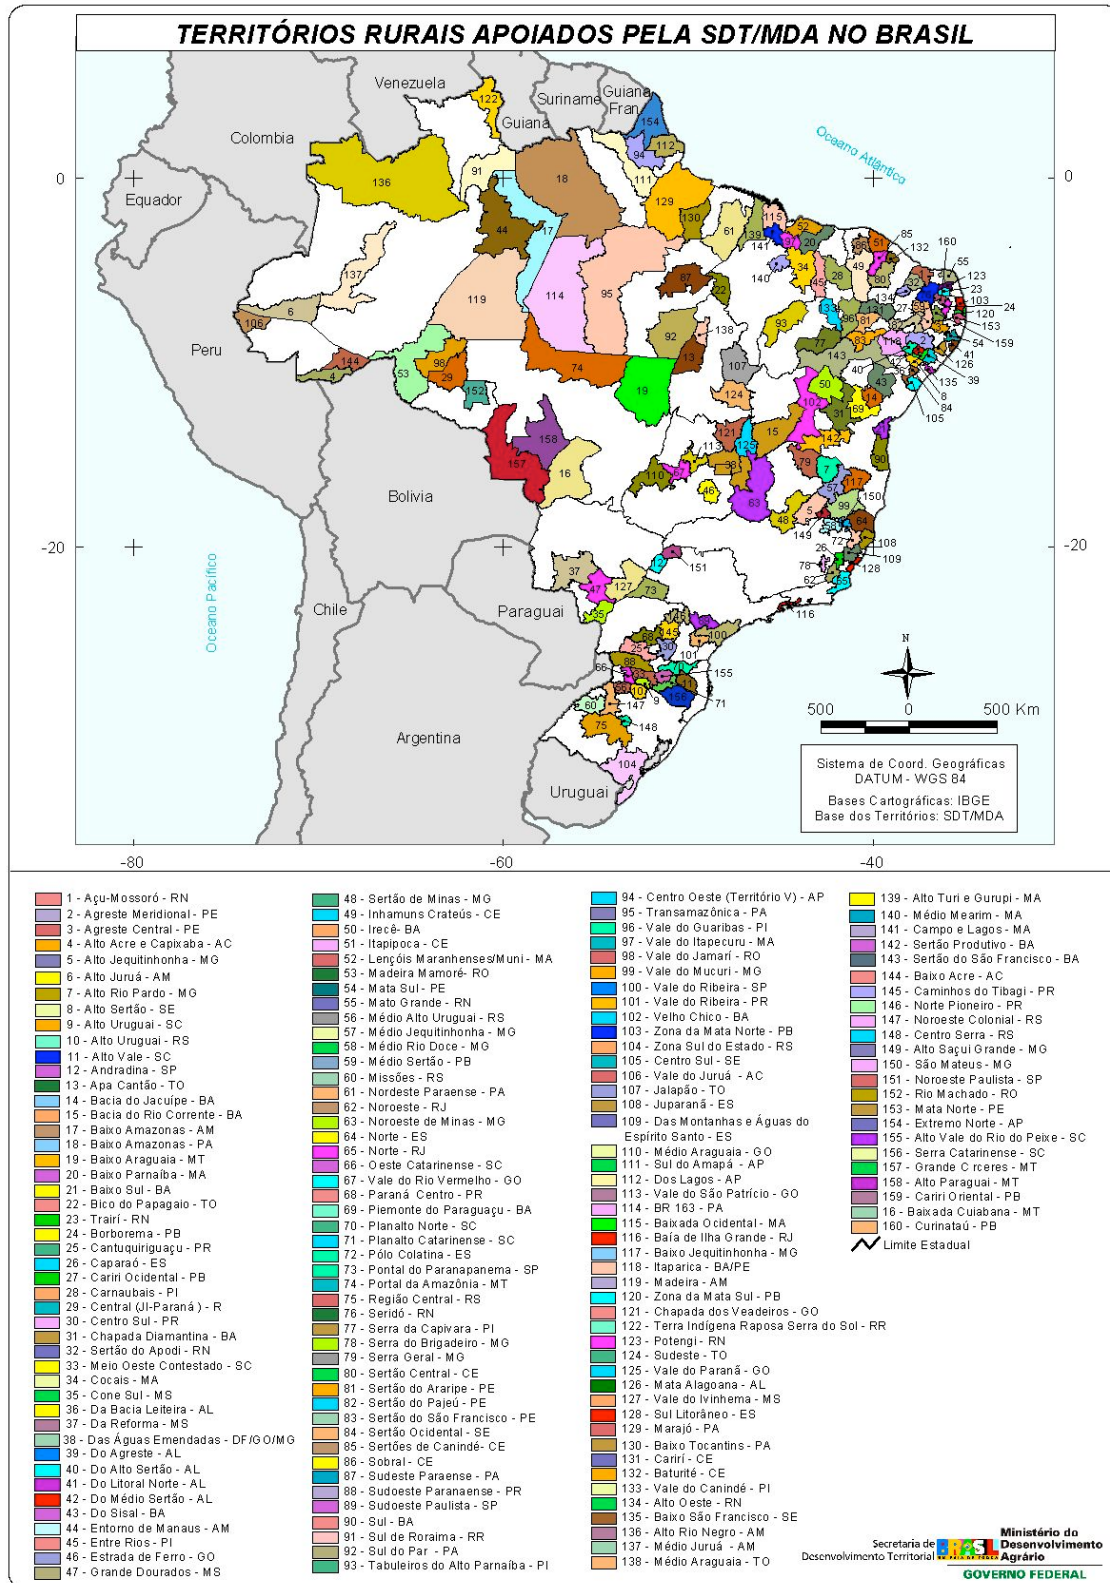 TERRITÓRIOS RURAIS APOIADOS PELA SDT/MDA NO BRASIL
Venezuela
Suriname
Guiana
Fran
Guiana
Colombia
Equador
Peru
Bolivia
Chile
Paraguai
Argentina
Uruguai
Oceano Atlântico
Oceano Pacífico
0
0
-20
-20
-80
-60
-40
N
500 0 500 Km
Sistema de Coord. Geográficas
DATUM - WGS 84
Bases Cartográficas: IBGE
Base dos Territórios: SDT/MDA
1 - Açu-Mossoró - RN
2 - Agreste Meridional - PE
3 - Agreste Central - PE
4 - Alto Acre e Capixaba - AC
5 - Alto Jequitinhonha - MG
6 - Alto Juruá - AM
7 - Alto Rio Pardo - MG
8 - Alto Sertão - SE
9 - Alto Uruguai - SC
10 - Alto Uruguai - RS
11 - Alto Vale - SC
12 - Andradina - SP
13 - Apa Cantão - TO
14 - Bacia do Jacuípe - BA
15 - Bacia do Rio Corrente - BA
17 - Baixo Amazonas - AM
18 - Baixo Amazonas - PA
19 - Baixo Araguaia - MT
20 - Baixo Parnaíba - MA
21 - Baixo Sul - BA
22 - Bico do Papagaio - TO
23 - Trairí - RN
24 - Borborema - PB
25 - Cantuquiriguaçu - PR
26 - Caparaó - ES
27 - Cariri Ocidental - PB
28 - Carnaubais - PI
29 - Central (JI-Paraná ) - R
30 - Centro Sul - PR
31 - Chapada Diamantina - BA
32 - Sertão do Apodi - RN
33 - Meio Oeste Contestado - SC
34 - Cocais - MA
35 - Cone Sul - MS
36 - Da Bacia Leiteira - AL
37 - Da Reforma - MS
38 - Das Águas Emendadas - DF/GO/MG
39 - Do Agreste - AL
40 - Do Alto Sertão - AL
41 - Do Litoral Norte - AL
42 - Do Médio Sertão - AL
43 - Do Sisal - BA
44 - Entorno de Manaus - AM
45 - Entre Rios - PI
46 - Estrada de Ferro - GO
47 - Grande Dourados - MS
48 - Sertão de Minas - MG
49 - Inhamuns Crateús - CE
50 - Irecê- BA
51 - Itapipoca - CE
52 - Lençóis Maranhenses/Muni - MA
53 - Madeira Mamoré- RO
54 - Mata Sul - PE
55 - Mato Grande - RN
56 - Médio Alto Uruguai - RS
57 - Médio Jequitinhonha - MG
58 - Médio Rio Doce - MG
59 - Médio Sertão - PB
60 - Missões - RS
61 - Nordeste Paraense - PA
62 - Noroeste - RJ
63 - Noroeste de Minas - MG
64 - Norte - ES
65 - Norte - RJ
66 - Oeste Catarinense - SC
67 - Vale do Rio Vermelho - GO
68 - Paraná Centro - PR
69 - Piemonte do Paraguaçu - BA
70 - Planalto Norte - SC
71 - Planalto Catarinense - SC
72 - Pólo Colatina - ES
73 - Pontal do Paranapanema - SP
74 - Portal da Amazônia - MT
75 - Região Central - RS
76 - Seridó - RN
77 - Serra da Capivara - PI
78 - Serra do Brigadeiro - MG
79 - Serra Geral - MG
80 - Sertão Central - CE
81 - Sertão do Araripe - PE
82 - Sertão do Pajeú - PE
83 - Sertão do São Francisco - PE
84 - Sertão Ocidental - SE
85 - Sertões de Canindé- CE
86 - Sobral - CE
87 - Sudeste Paraense - PA
88 - Sudoeste Paranaense - PR
89 - Sudoeste Paulista - SP
90 - Sul - BA
91 - Sul de Roraima - RR
92 - Sul do Par - PA
93 - Tabuleiros do Alto Parnaíba - PI
94 - Centro Oeste (Território V) - AP
95 - Transamazônica - PA
96 - Vale do Guaribas - PI
97 - Vale do Itapecuru - MA
98 - Vale do Jamarí - RO
99 - Vale do Mucuri - MG
100 - Vale do Ribeira - SP
101 - Vale do Ribeira - PR
102 - Velho Chico - BA
103 - Zona da Mata Norte - PB
104 - Zona Sul do Estado - RS
105 - Centro Sul - SE
106 - Vale do Juruá - AC
107 - Jalapão - TO
108 - Juparanã - ES
109 - Das Montanhas e Águas do
Espírito Santo - ES
110 - Médio Araguaia - GO
111 - Sul do Amapá - AP
112 - Dos Lagos - AP
113 - Vale do São Patrício - GO
114 - BR 163 - PA
115 - Baixada Ocidental - MA
116 - Baía de Ilha Grande - RJ
117 - Baixo Jequitinhonha - MG
118 - Itaparica - BA/PE
119 - Madeira - AM
120 - Zona da Mata Sul - PB
121 - Chapada dos Veadeiros - GO
122 - Terra Indígena Raposa Serra do Sol - RR
123 - Potengi - RN
124 - Sudeste - TO
125 - Vale do Paranã - GO
126 - Mata Alagoana - AL
127 - Vale do Ivinhema - MS
128 - Sul Litorâneo - ES
129 - Marajó - PA
130 - Baixo Tocantins - PA
131 - Carirí - CE
132 - Baturité - CE
133 - Vale do Canindé - PI
134 - Alto Oeste - RN
135 - Baixo São Francisco - SE
136 - Alto Rio Negro - AM
137 - Médio Juruá - AM
138 - Médio Araguaia - TO
139 - Alto Turi e Gurupi - MA
140 - Médio Mearim - MA
141 - Campo e Lagos - MA
142 - Sertão Produtivo - BA
143 - Sertão do São Francisco - BA
144 - Baixo Acre - AC
145 - Caminhos do Tibagi - PR
146 - Norte Pioneiro - PR
147 - Noroeste Colonial - RS
148 - Centro Serra - RS
149 - Alto Saçui Grande - MG
150 - São Mateus - MG
151 - Noroeste Paulista - SP
152 - Rio Machado - RO
153 - Mata Norte - PE
154 - Extremo Norte - AP
155 - Alto Vale do Rio do Peixe - SC
156 - Serra Catarinense - SC
157 - Grande C rceres - MT
158 - Alto Paraguai - MT
159 - Cariri Oriental - PB
16 - Baixada Cuiabana - MT
160 - Curinataú - PB
Limite Estadual
Secretaria de
Desenvolvimento Territorial
BRASIL
UM PAÍS DE TODOS
Ministério do
Desenvolvimento
Agrário
GOVERNO FEDERAL